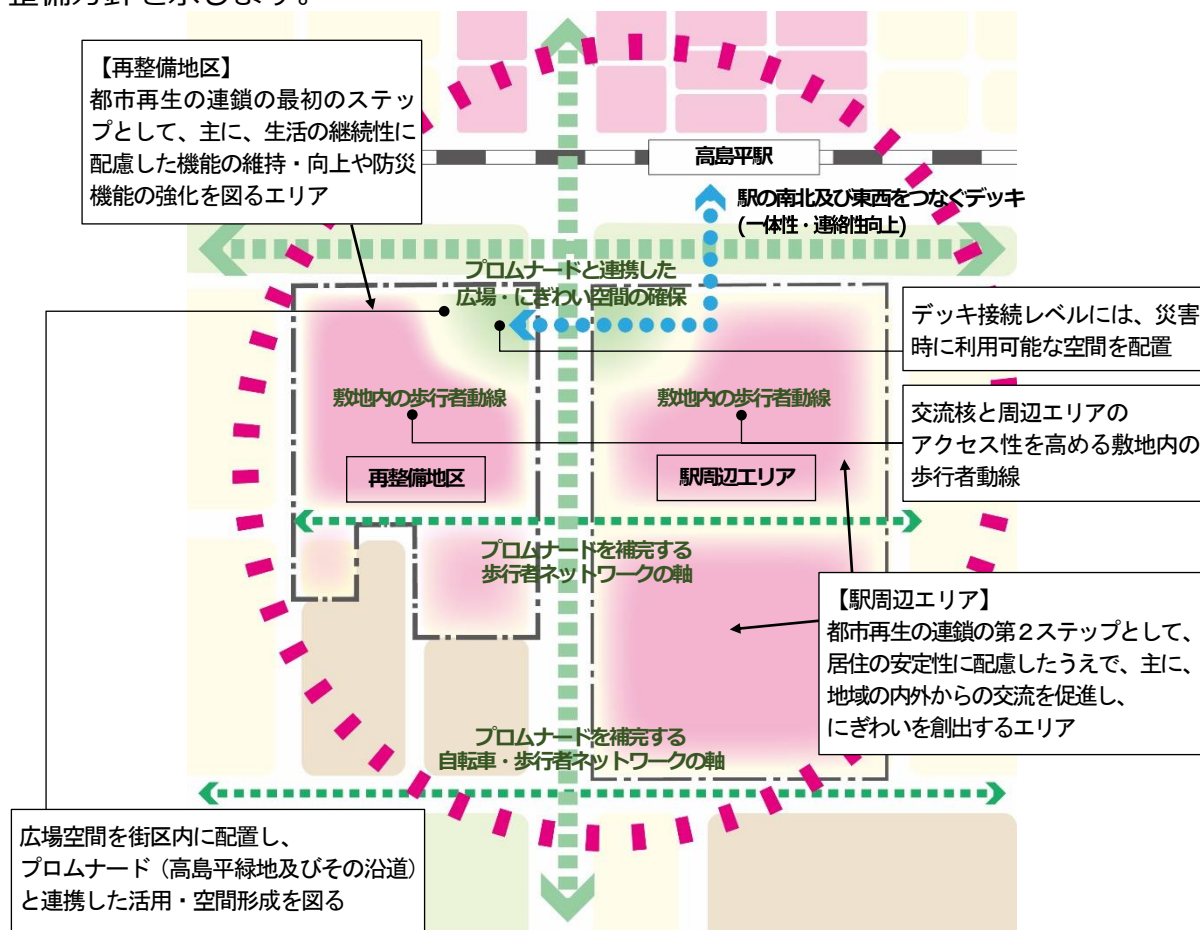 【再整備地区】
都市再生の連鎖の最初のステッ
プとして、主に、生活の継続性に
配慮した機能の維持・向上や防災
機能の強化を図るエリア
高島平駅
駅の南北及び東西をつなぐデッキ
(一体性・連絡性向上)
プロムナードと連携した
広場・にぎわい空間の確保
デッキ接続レベルには、災害
時に利用可能な空間を配置
敷地内の歩行者動線
敷地内の歩行者動線
交流核と周辺エリアの
アクセス性を高める敷地内の
歩行者動線
再整備地区
駅周辺エリア
プロムナードを補完する
歩行者ネットワークの軸
【駅周辺エリア】
都市再生の連鎖の第２ステップとして、
居住の安定性に配慮したうえで、主に、
地域の内外からの交流を促進し、
にぎわいを創出するエリア
プロムナードを補完する
自転車・歩行者ネットワークの軸
広場空間を街区内に配置し、
プロムナード（高島平緑地及びその沿道）
と連携した活用・空間形成を図る